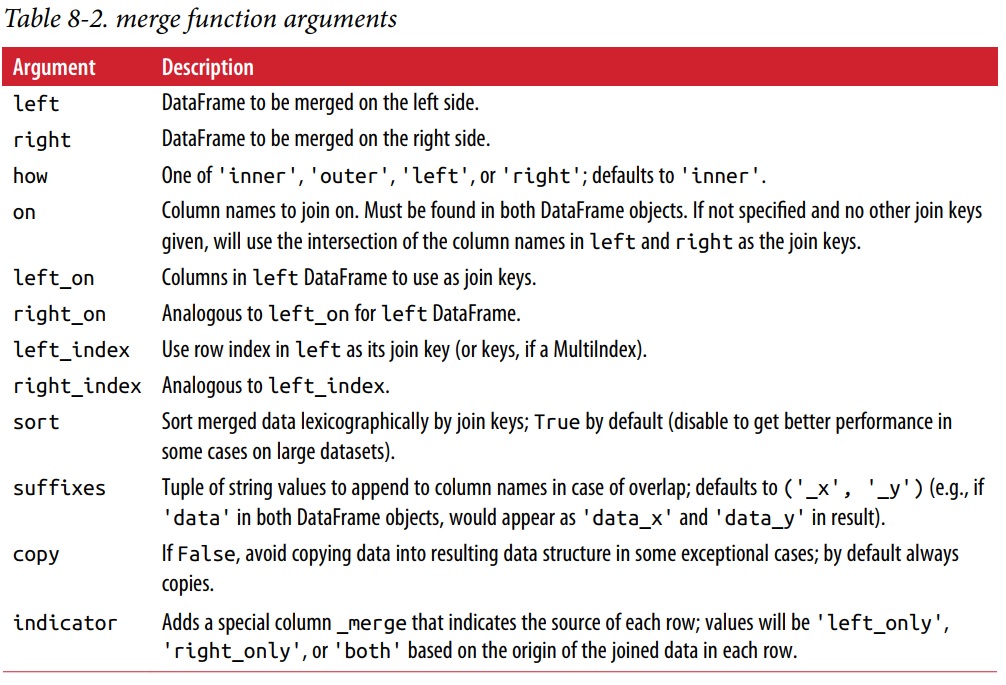 Table 8-2. merge function arguments
Argument Description
left DataFrame to be merged on the left side.
right DataFrame to be merged on the right side.
how One of 'inner', 'outer', 'left', or 'right'; defaults to 'inner'.
on Column names to join on. Must be found in both DataFrame objects. If not specified and no other join keys
given, will use the intersection of the column names in left and right as the join keys.
left_on Columns in left DataFrame to use as join keys.
right_on Analogous to left_on for left DataFrame.
left_index Use row index in left as its join key (or keys, if a MultiIndex).
right_index Analogous to left_index.
sort Sort merged data lexicographically by join keys; True by default (disable to get better performance in
some cases on large datasets).
suffixes Tuple of string values to append to column names in case of overlap; defaults to ('_x', '_y') (e.g., if
'data' in both DataFrame objects, would appear as 'data_x' and 'data_y' in result).
copy If False, avoid copying data into resulting data structure in some exceptional cases; by default always
copies.
indicator Adds a special column _merge that indicates the source of each row; values will be 'left_only',
'right_only', or 'both' based on the origin of the joined data in each row.